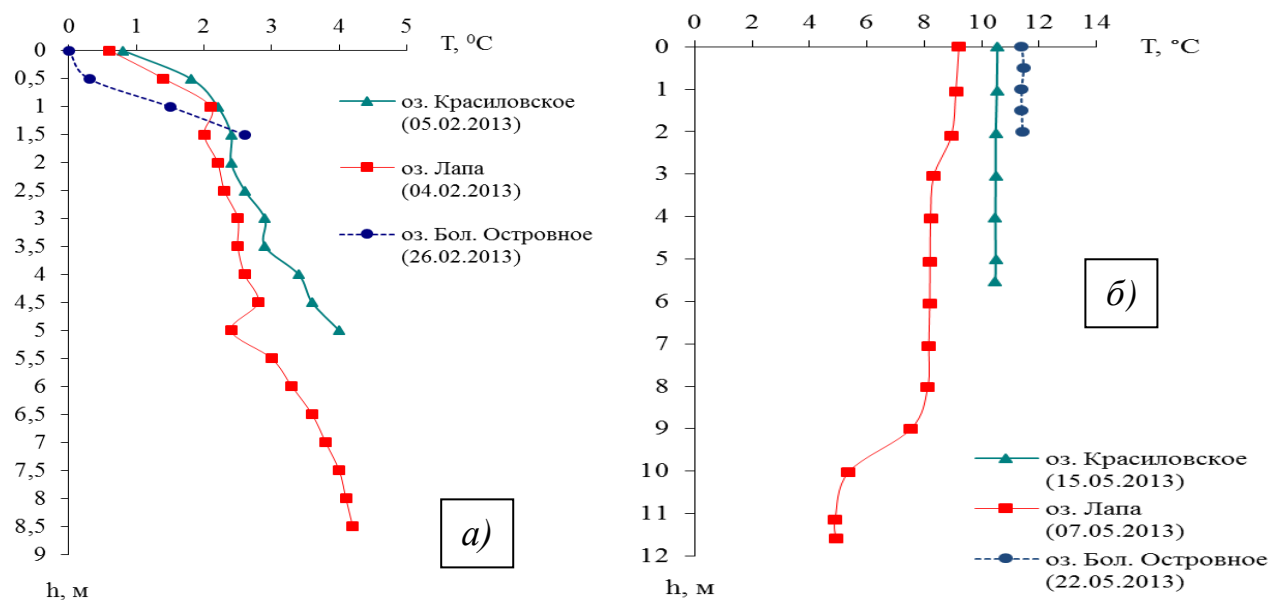 0 1 2 3 4 5
T, °C
0
0,5
1
1,5
2
2,5
3
3,5
4
4,5
5
5,5
6
6,5
7
7,5
8
8,5
9
h, м
оз. Красиловское
(05.02.2013)
оз. Лапа
(04.02.2013)
оз. Бол. Островное
(26.02.2013)
а)
0 2 4 6 8 10 12 14
T, °C
0
1
2
3
4
5
6
7
8
9
10
11
12
h, м
б)
оз. Красиловское
(15.05.2013)
оз. Лапа
(07.05.2013)
оз. Бол. Островное
(22.05.2013)